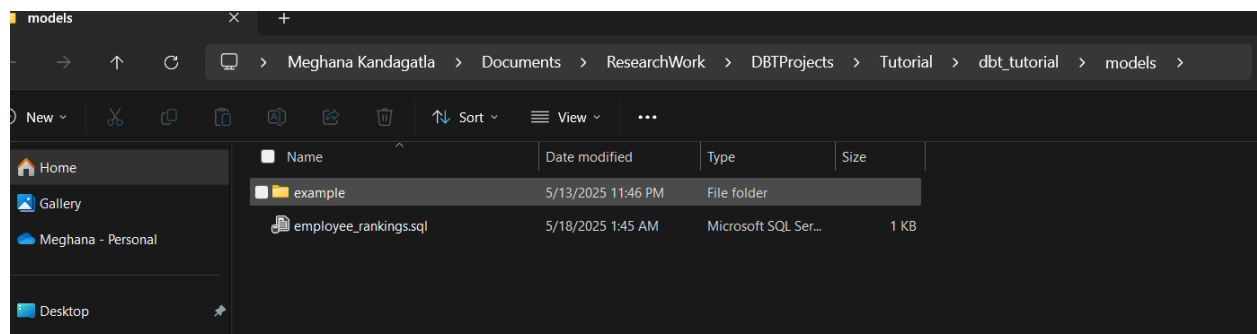 models
Meghana Kandagatla > Documents > ResearchWork > DBTProjects > Tutorial > dbt_tutorial > models >
New Sort View
Name Date modified Type Size
Home
example 5/13/2025 11:46 PM File folder
Gallery
employee_rankings.sql 5/18/2025 1:45 AM Microsoft SQL Ser... 1 KB
Meghana - Personal
Desktop